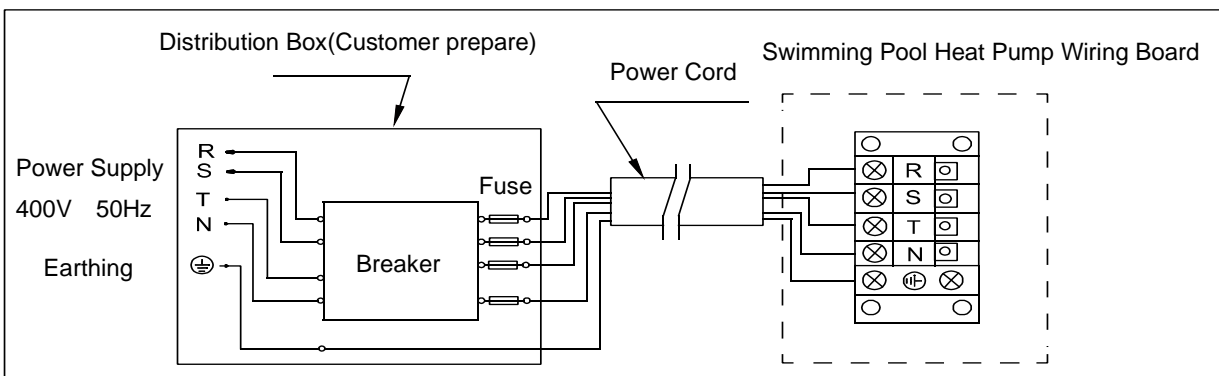 Distribution Box(Customer prepare)
Power Cord
Swimming Pool Heat Pump Wiring Board
Power Supply
400V 50Hz
Earthing
R
S
T
N
Breaker
Fuse
R
S
T
N